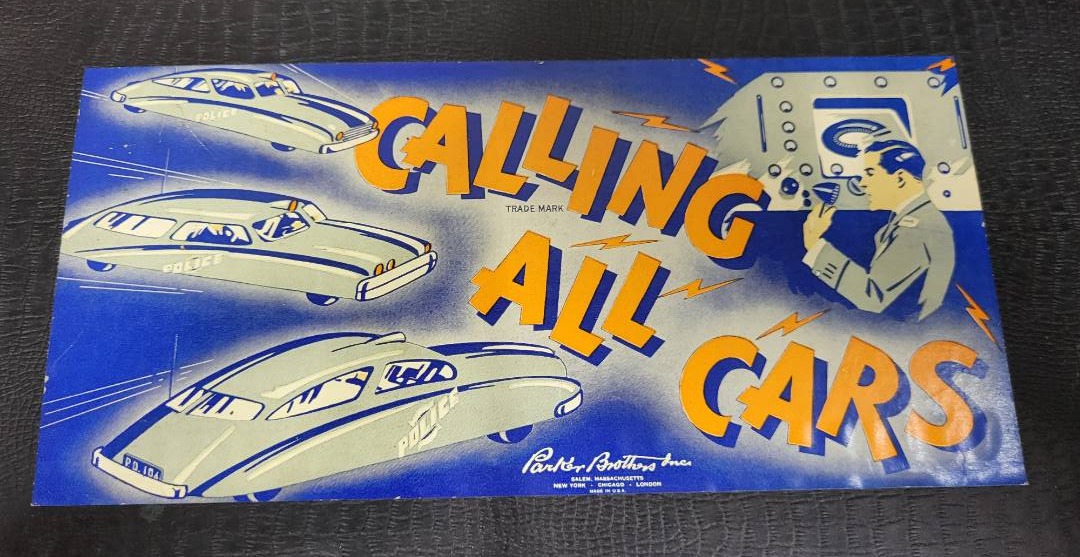 CALLING
TRADE MARK
ALL
CARS
POLICE
POLICE
POLICE
P.D. 104
Parker Brothers Inc.
SALEM, MASSACHUSETTS
NEW YORK · CHICAGO · LONDON
MADE IN U.S.A.